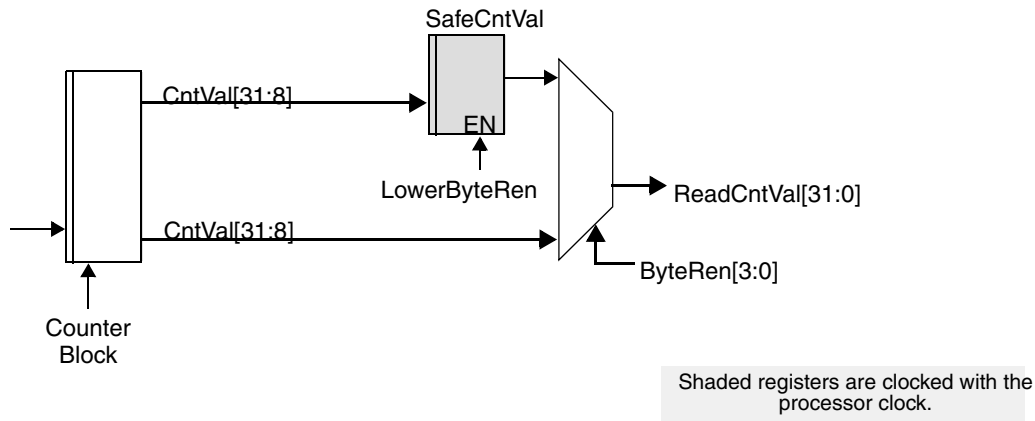 SafeCntVal
CntVal[31:8]
EN
LowerByteRen
ReadCntVal[31:0]
CntVal[31:8]
ByteRen[3:0]
Counter
Block
Shaded registers are clocked with the
processor clock.